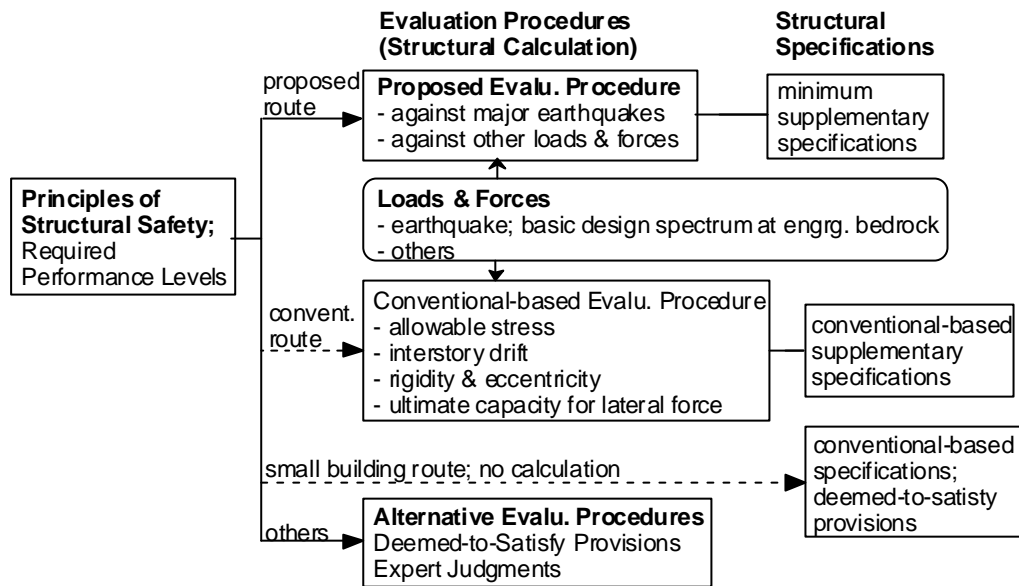 Evaluation Procedures
(Structural Calculation)
Structural
Specifications
proposed
route
Proposed Evalu. Procedure
- against major earthquakes
- against other loads & forces
minimum
supplementary
specifications
Principles of
Structural Safety;
Required
Performance Levels
Loads & Forces
- earthquake; basic design spectrum at engrg. bedrock
- others
convent.
route
Conventional-based Evalu. Procedure
- allowable stress
- interstory drift
- rigidity & eccentricity
- ultimate capacity for lateral force
conventional-based
supplementary
specifications
small building route; no calculation
conventional-based
specifications;
deemed-to-satisty
provisions
others
Alternative Evalu. Procedures
Deemed-to-Satisfy Provisions
Expert Judgments